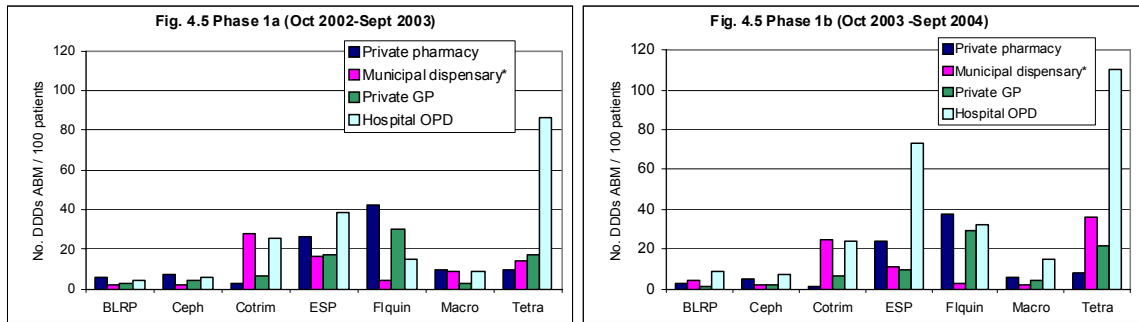 Fig. 4.5 Phase 1a (Oct 2002-Sept 2003)
No. DDDs ABM / 100 patients
120
100
80
60
40
20
0
Private pharmacy
Municipal dispensary*
Private GP
Hospital OPD
BLRP Ceph Cotrim ESP Flquin Macro Tetra
Fig. 4.5 Phase 1b (Oct 2003 -Sept 2004)
No. DDDs ABM / 100 patients
120
100
80
60
40
20
0
Private pharmacy
Municipal dispensary*
Private GP
Hospital OPD
BLRP Ceph Cotrim ESP Flquin Macro Tetra